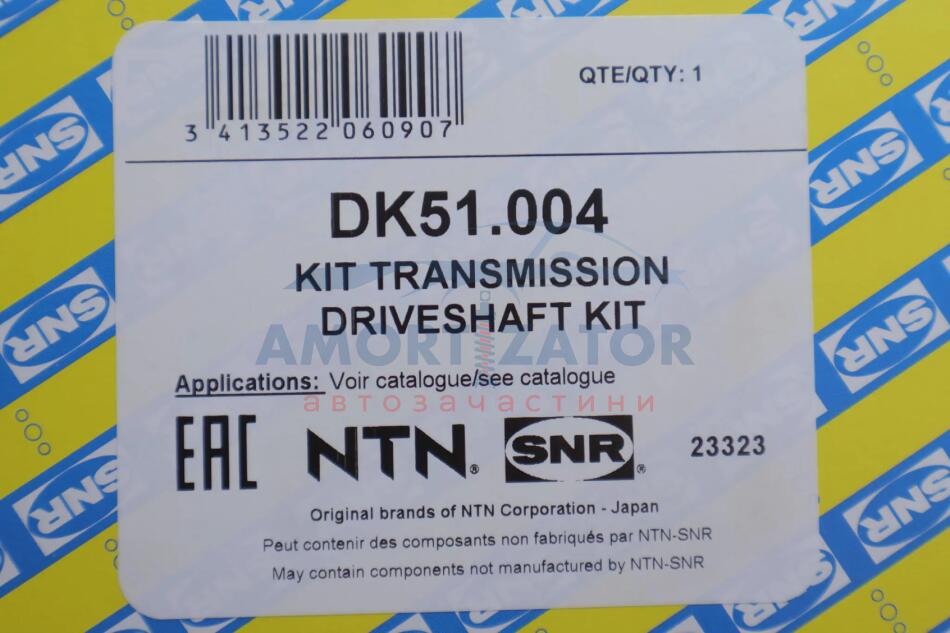 QTE/QTY: 1
3 413522 060907
DK51.004
KIT TRANSMISSION
DRIVESHAFT KIT
AMORTIZATOR
Applications: Voir catalogue/see catalogue
автозачастини
EAC NTN® SNR® 23323
Original brands of NTN Corporation - Japan
Peut contenir des composants non fabriqués par NTN-SNR
May contain components not manufactured by NTN-SNR
SNR
SNR
SNR
SNR
SNR
SNR
SNR